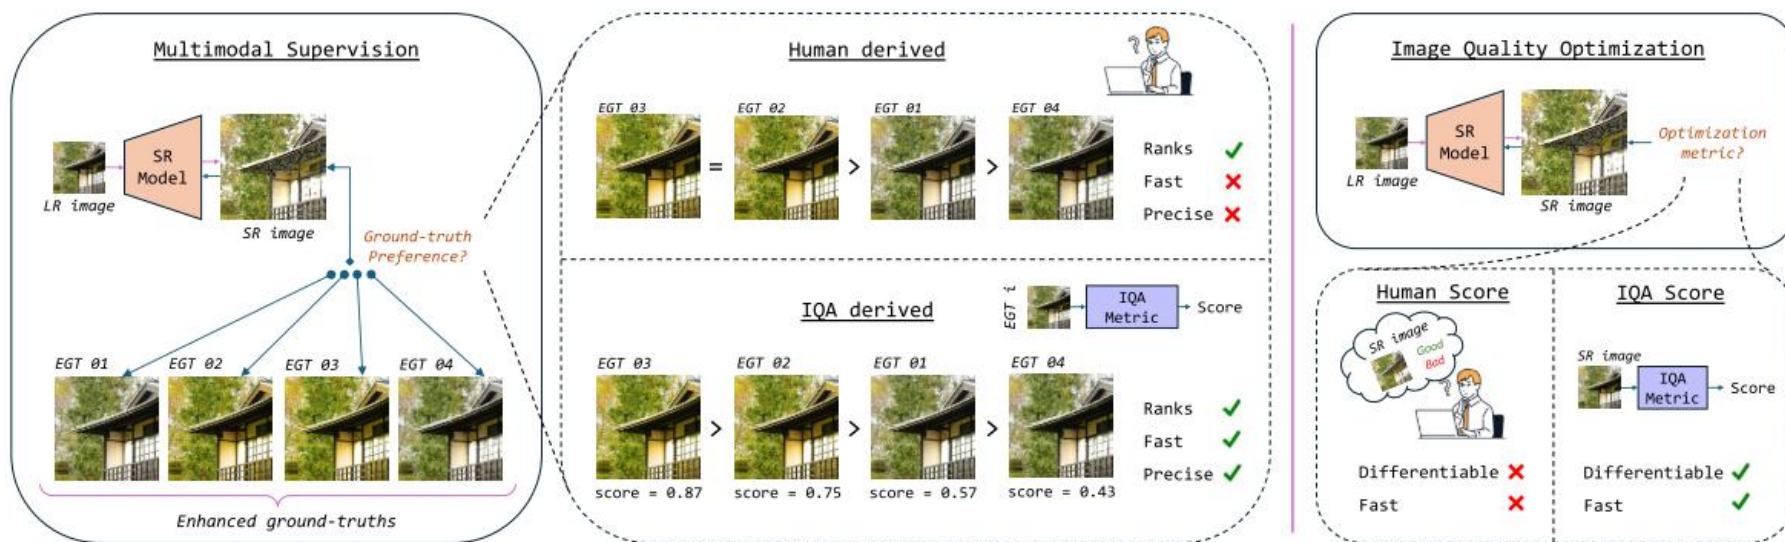 Multimodal Supervision
SR
Model
LR image
SR image
Ground-truth
Preference?
EGT 01
EGT 02
EGT 03
EGT 04
Enhanced ground-truths
Human derived
?
EGT 03
EGT 02
EGT 01
EGT 04
=
>
>
Ranks ✓
Fast ✗
Precise ✗
IQA derived
EGT i
IQA
Metric
Score
EGT 03
EGT 02
EGT 01
EGT 04
>
>
>
Ranks ✓
Fast ✓
Precise ✓
score = 0.87
score = 0.75
score = 0.57
score = 0.43
Image Quality Optimization
SR
Model
LR image
SR image
Optimization
metric?
Human Score
SR image
Good
Bad
?
Differentiable ✗
Fast ✗
IQA Score
SR image
IQA
Metric
Score
Differentiable ✓
Fast ✓